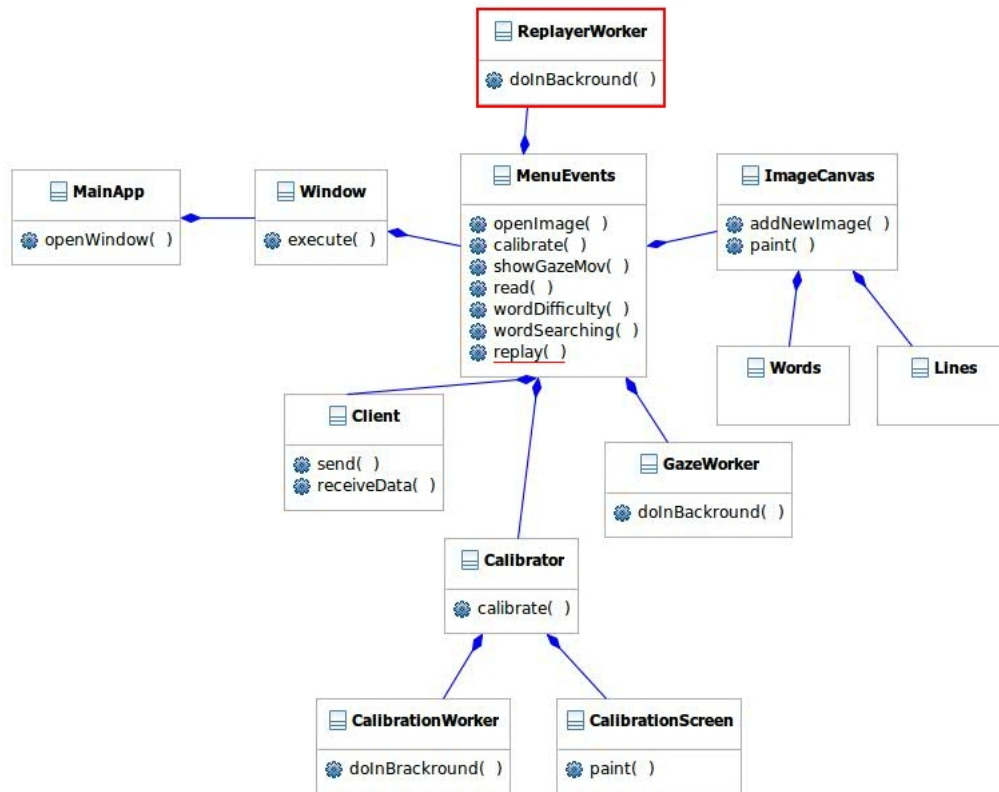 ReplayerWorker
doInBackround( )
MainApp
openWindow( )
Window
execute( )
MenuEvents
openImage( )
calibrate( )
showGazeMov( )
read( )
wordDifficulty( )
wordSearching( )
replay( )
ImageCanvas
addNewImage( )
paint( )
Words
Lines
Client
send( )
receiveData( )
GazeWorker
doInBackround( )
Calibrator
calibrate( )
CalibrationWorker
doInBrackround( )
CalibrationScreen
paint( )